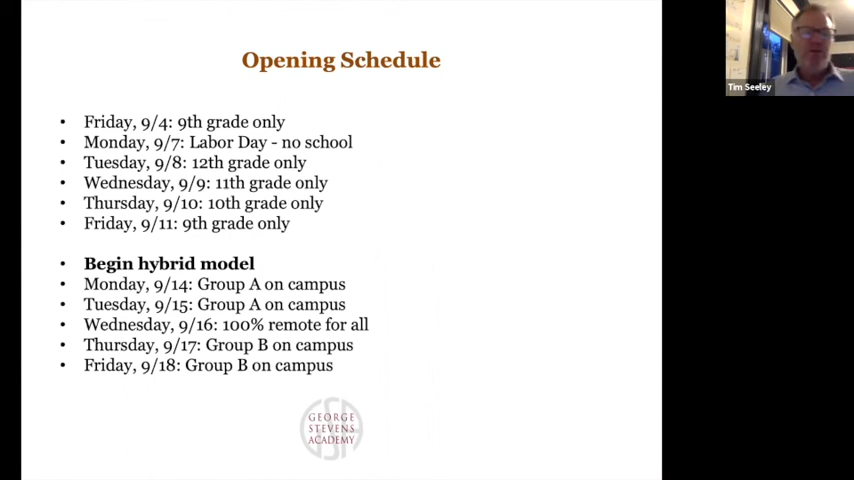 Opening Schedule
Tim Seeley
• Friday, 9/4: 9th grade only
• Monday, 9/7: Labor Day - no school
• Tuesday, 9/8: 12th grade only
• Wednesday, 9/9: 11th grade only
• Thursday, 9/10: 10th grade only
• Friday, 9/11: 9th grade only
• Begin hybrid model
• Monday, 9/14: Group A on campus
• Tuesday, 9/15: Group A on campus
• Wednesday, 9/16: 100% remote for all
• Thursday, 9/17: Group B on campus
• Friday, 9/18: Group B on campus
GEORGE
STEVENS
ACADEMY